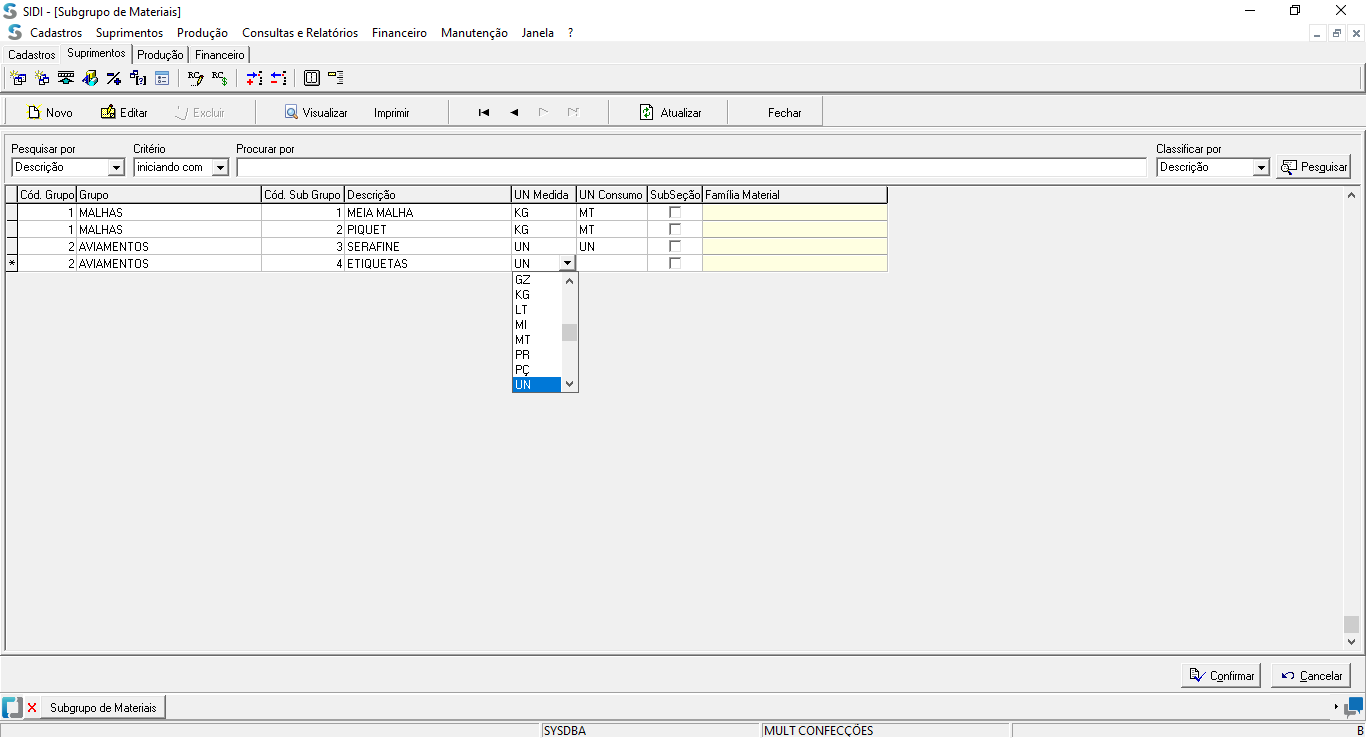 SIDI - [Subgrupo de Materiais]
Cadastros Suprimentos Produção Consultas e Relatórios Financeiro Manutenção Janela ?
Cadastros Suprimentos Produção Financeiro
Novo Editar Excluir Visualizar Imprimir Atualizar Fechar
Pesquisar por Critério Procurar por Classificar por
Descrição iniciando com Descrição Pesquisar
Cód. Grupo Grupo Cód. Sub Grupo Descrição UN Medida UN Consumo SubSeção Família Material
1 MALHAS 1 MEIA MALHA KG MT
1 MALHAS 2 PIQUET KG MT
2 AVIAMENTOS 3 SERAFINE UN UN
* 2 AVIAMENTOS 4 ETIQUETAS UN
GZ
KG
LT
MI
MT
PR
PÇ
UN
Confirmar Cancelar
Subgrupo de Materiais
SYSDBA MULT CONFECÇÕES B